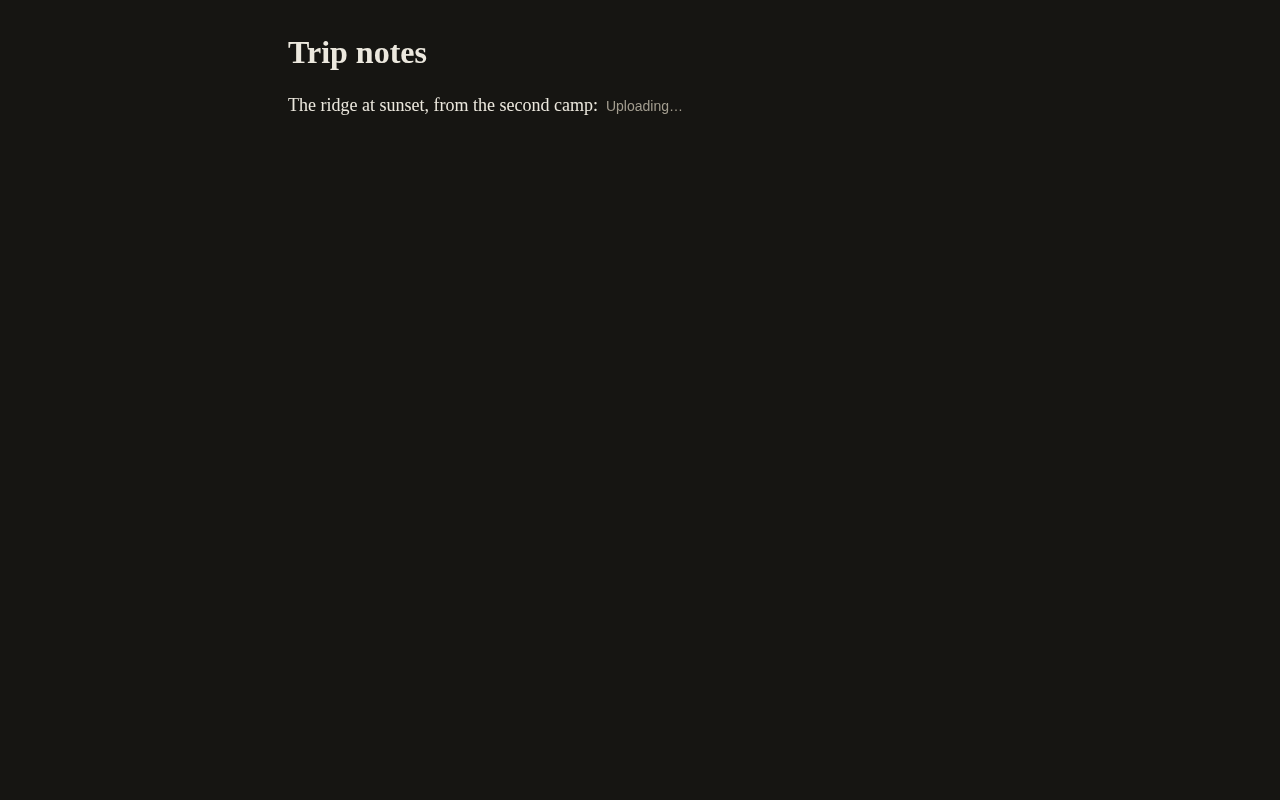 Trip notes
The ridge at sunset, from the second camp: Uploading…